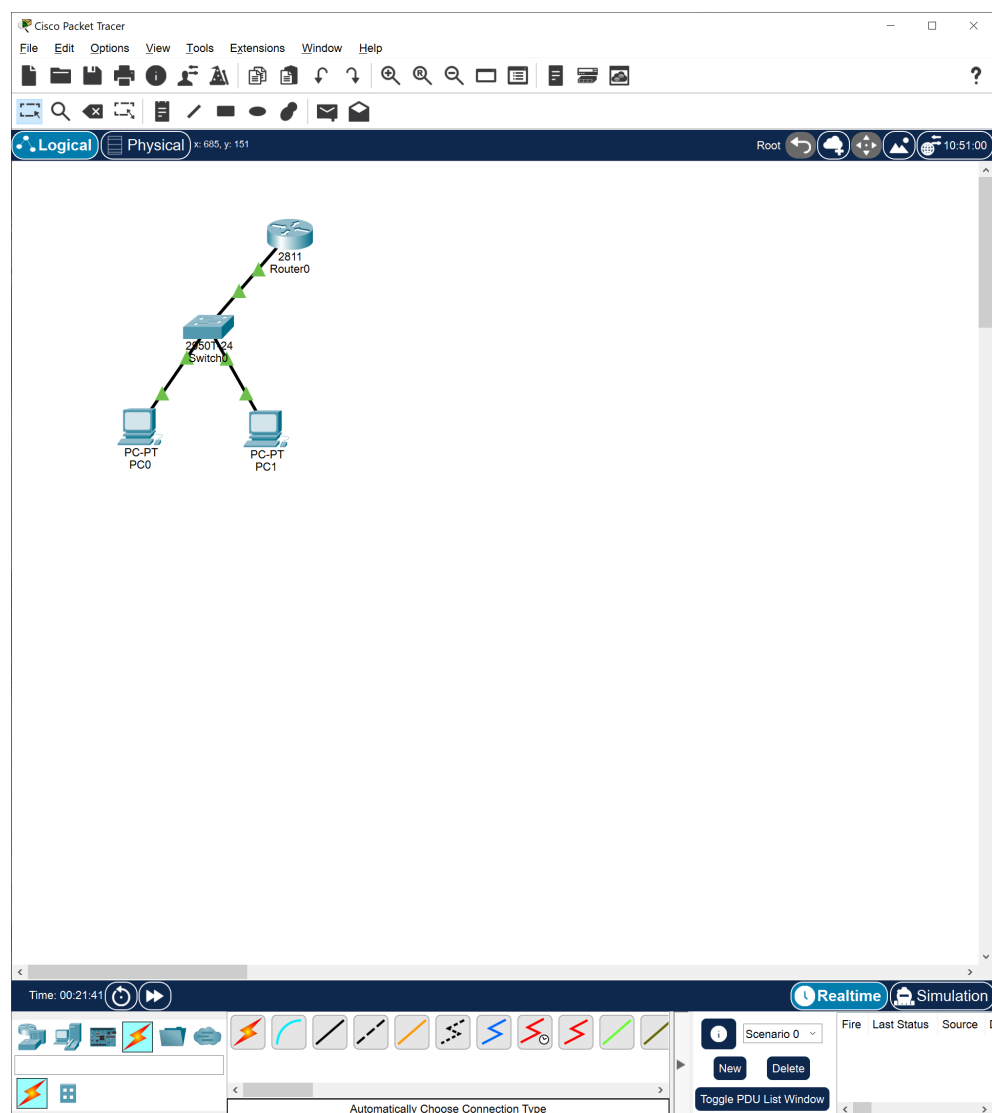 Cisco Packet Tracer
File Edit Options View Tools Extensions Window Help
?
Logical Physical x: 685, y: 151 Root 10:51:00
2811
Router0
2950T-24
Switch0
PC-PT
PC0
PC-PT
PC1
Time: 00:21:41 Realtime Simulation
Scenario 0
Fire Last Status Source
New Delete
Toggle PDU List Window
Automatically Choose Connection Type